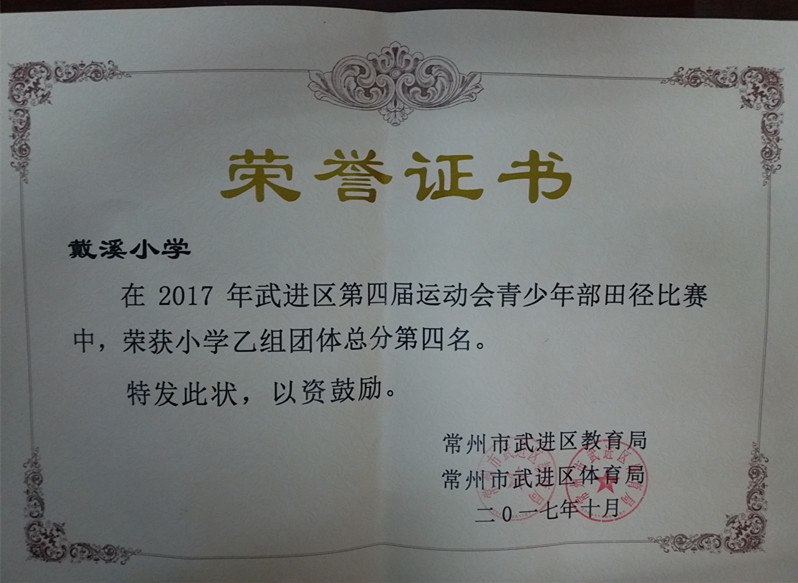 荣誉证书
戴溪小学
在 2017 年武进区第四届运动会青少年部田径比赛
中，荣获小学乙组团体总分第四名。
特发此状，以资鼓励。
常州市武进区教育局
常州市武进区体育局
二〇一七年十月